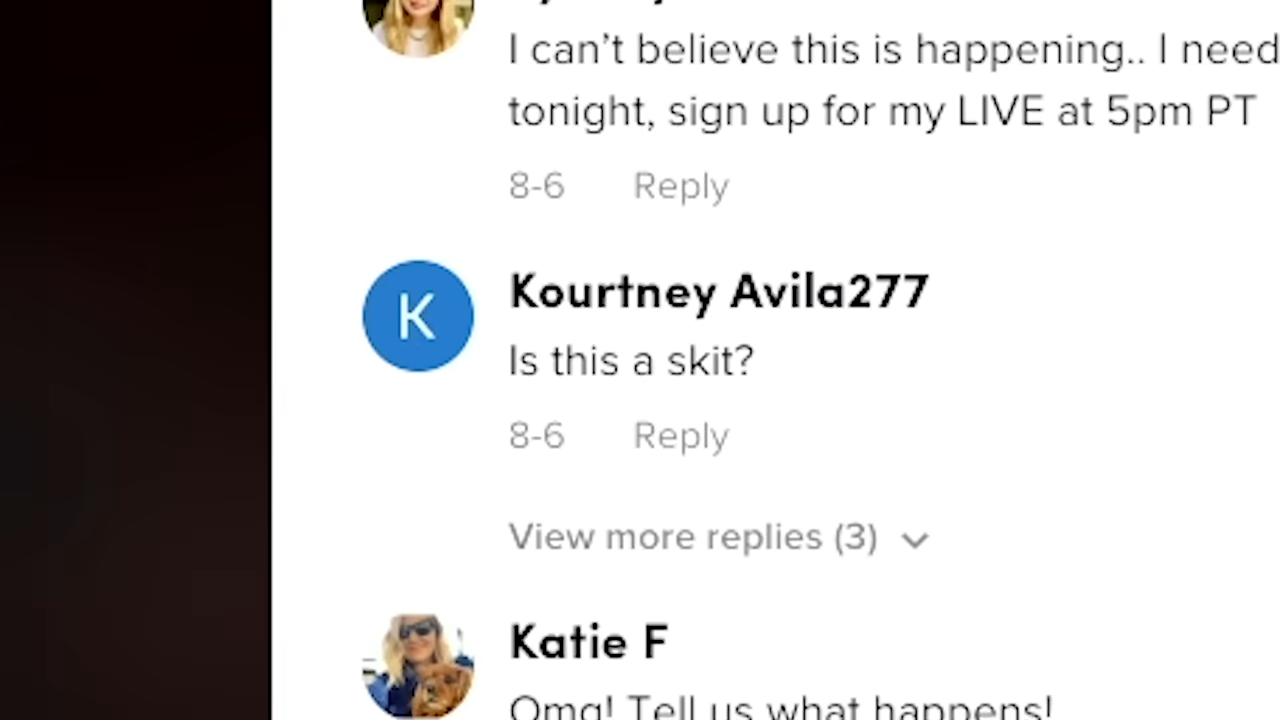 I can’t believe this is happening.. I need
tonight, sign up for my LIVE at 5pm PT
8-6 Reply
K
Kourtney Avila277
Is this a skit?
8-6 Reply
View more replies (3)
Katie F
Omg! Tell us what happens!